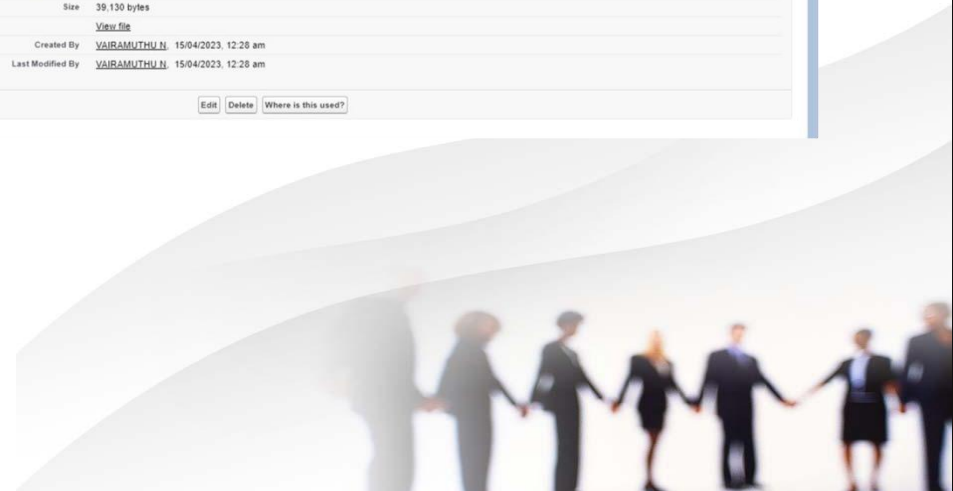 Size 39,130 bytes
View file
Created By VAIRAMUTHU N, 15/04/2023, 12:28 am
Last Modified By VAIRAMUTHU N, 15/04/2023, 12:28 am
Edit Delete Where is this used?